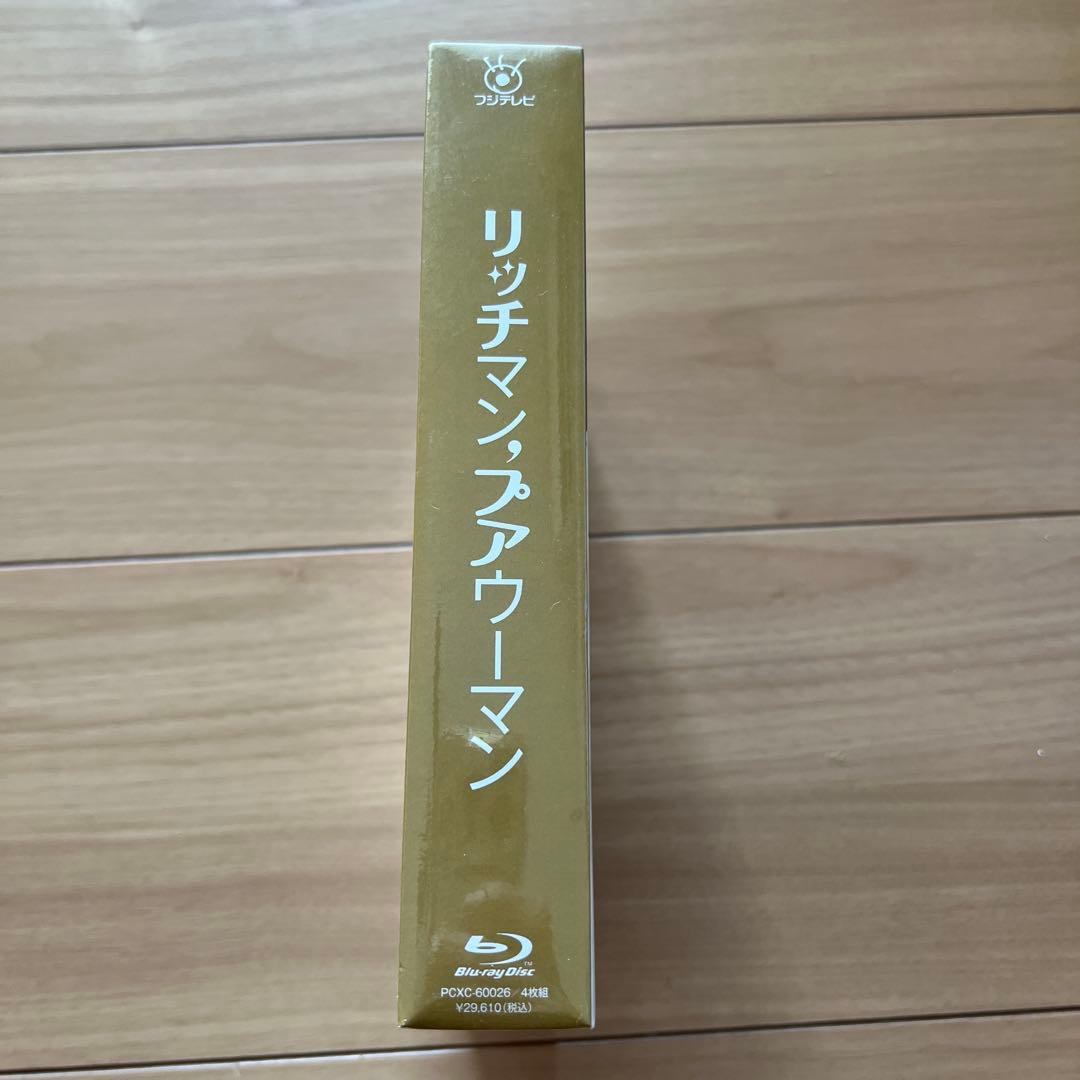 フジテレビ
リッチマン,プアウーマン
Blu-ray Disc™
PCXC-60026／4枚組
¥29,610(税込)